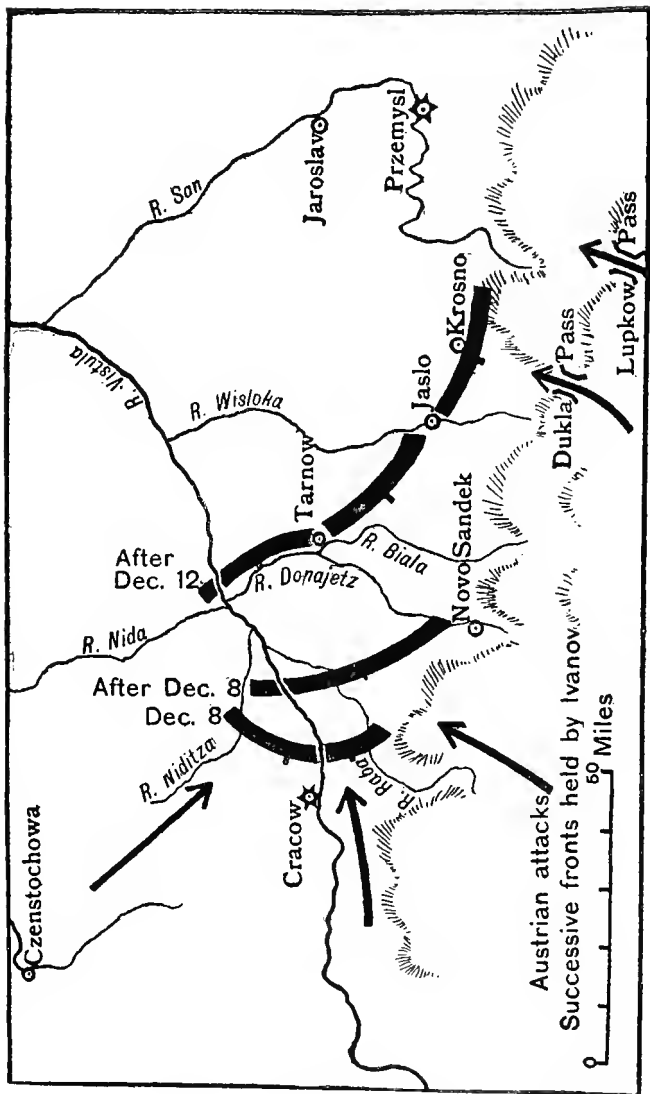 Czenstochowa
R. San
Jaroslav
Przemysl
R. Vistula
R. Wisloka
R. Nida
After
Dec. 12
Tarnow
Jaslo
Krosno
R. Donajetz
R. Biala
Novo Sandek
After Dec. 8
Dec. 8
R. Niditza
Cracow
R. Raba
Dukla Pass
Lupkow Pass
Austrian attacks
Successive fronts held by Ivanov
0 50 Miles